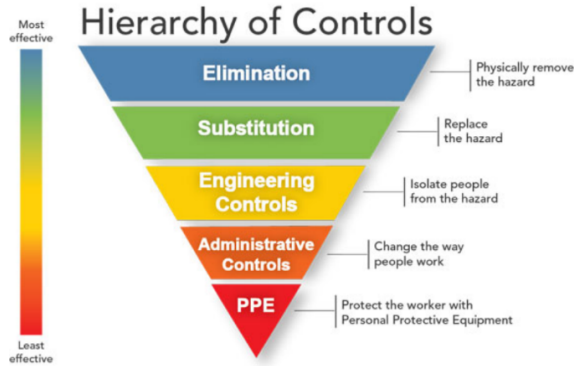 Hierarchy of Controls
Most
effective
Elimination
Physically remove
the hazard
Substitution
Replace
the hazard
Engineering
Controls
Isolate people
from the hazard
Administrative
Controls
Change the way
people work
PPE
Protect the worker with
Personal Protective Equipment
Least
effective